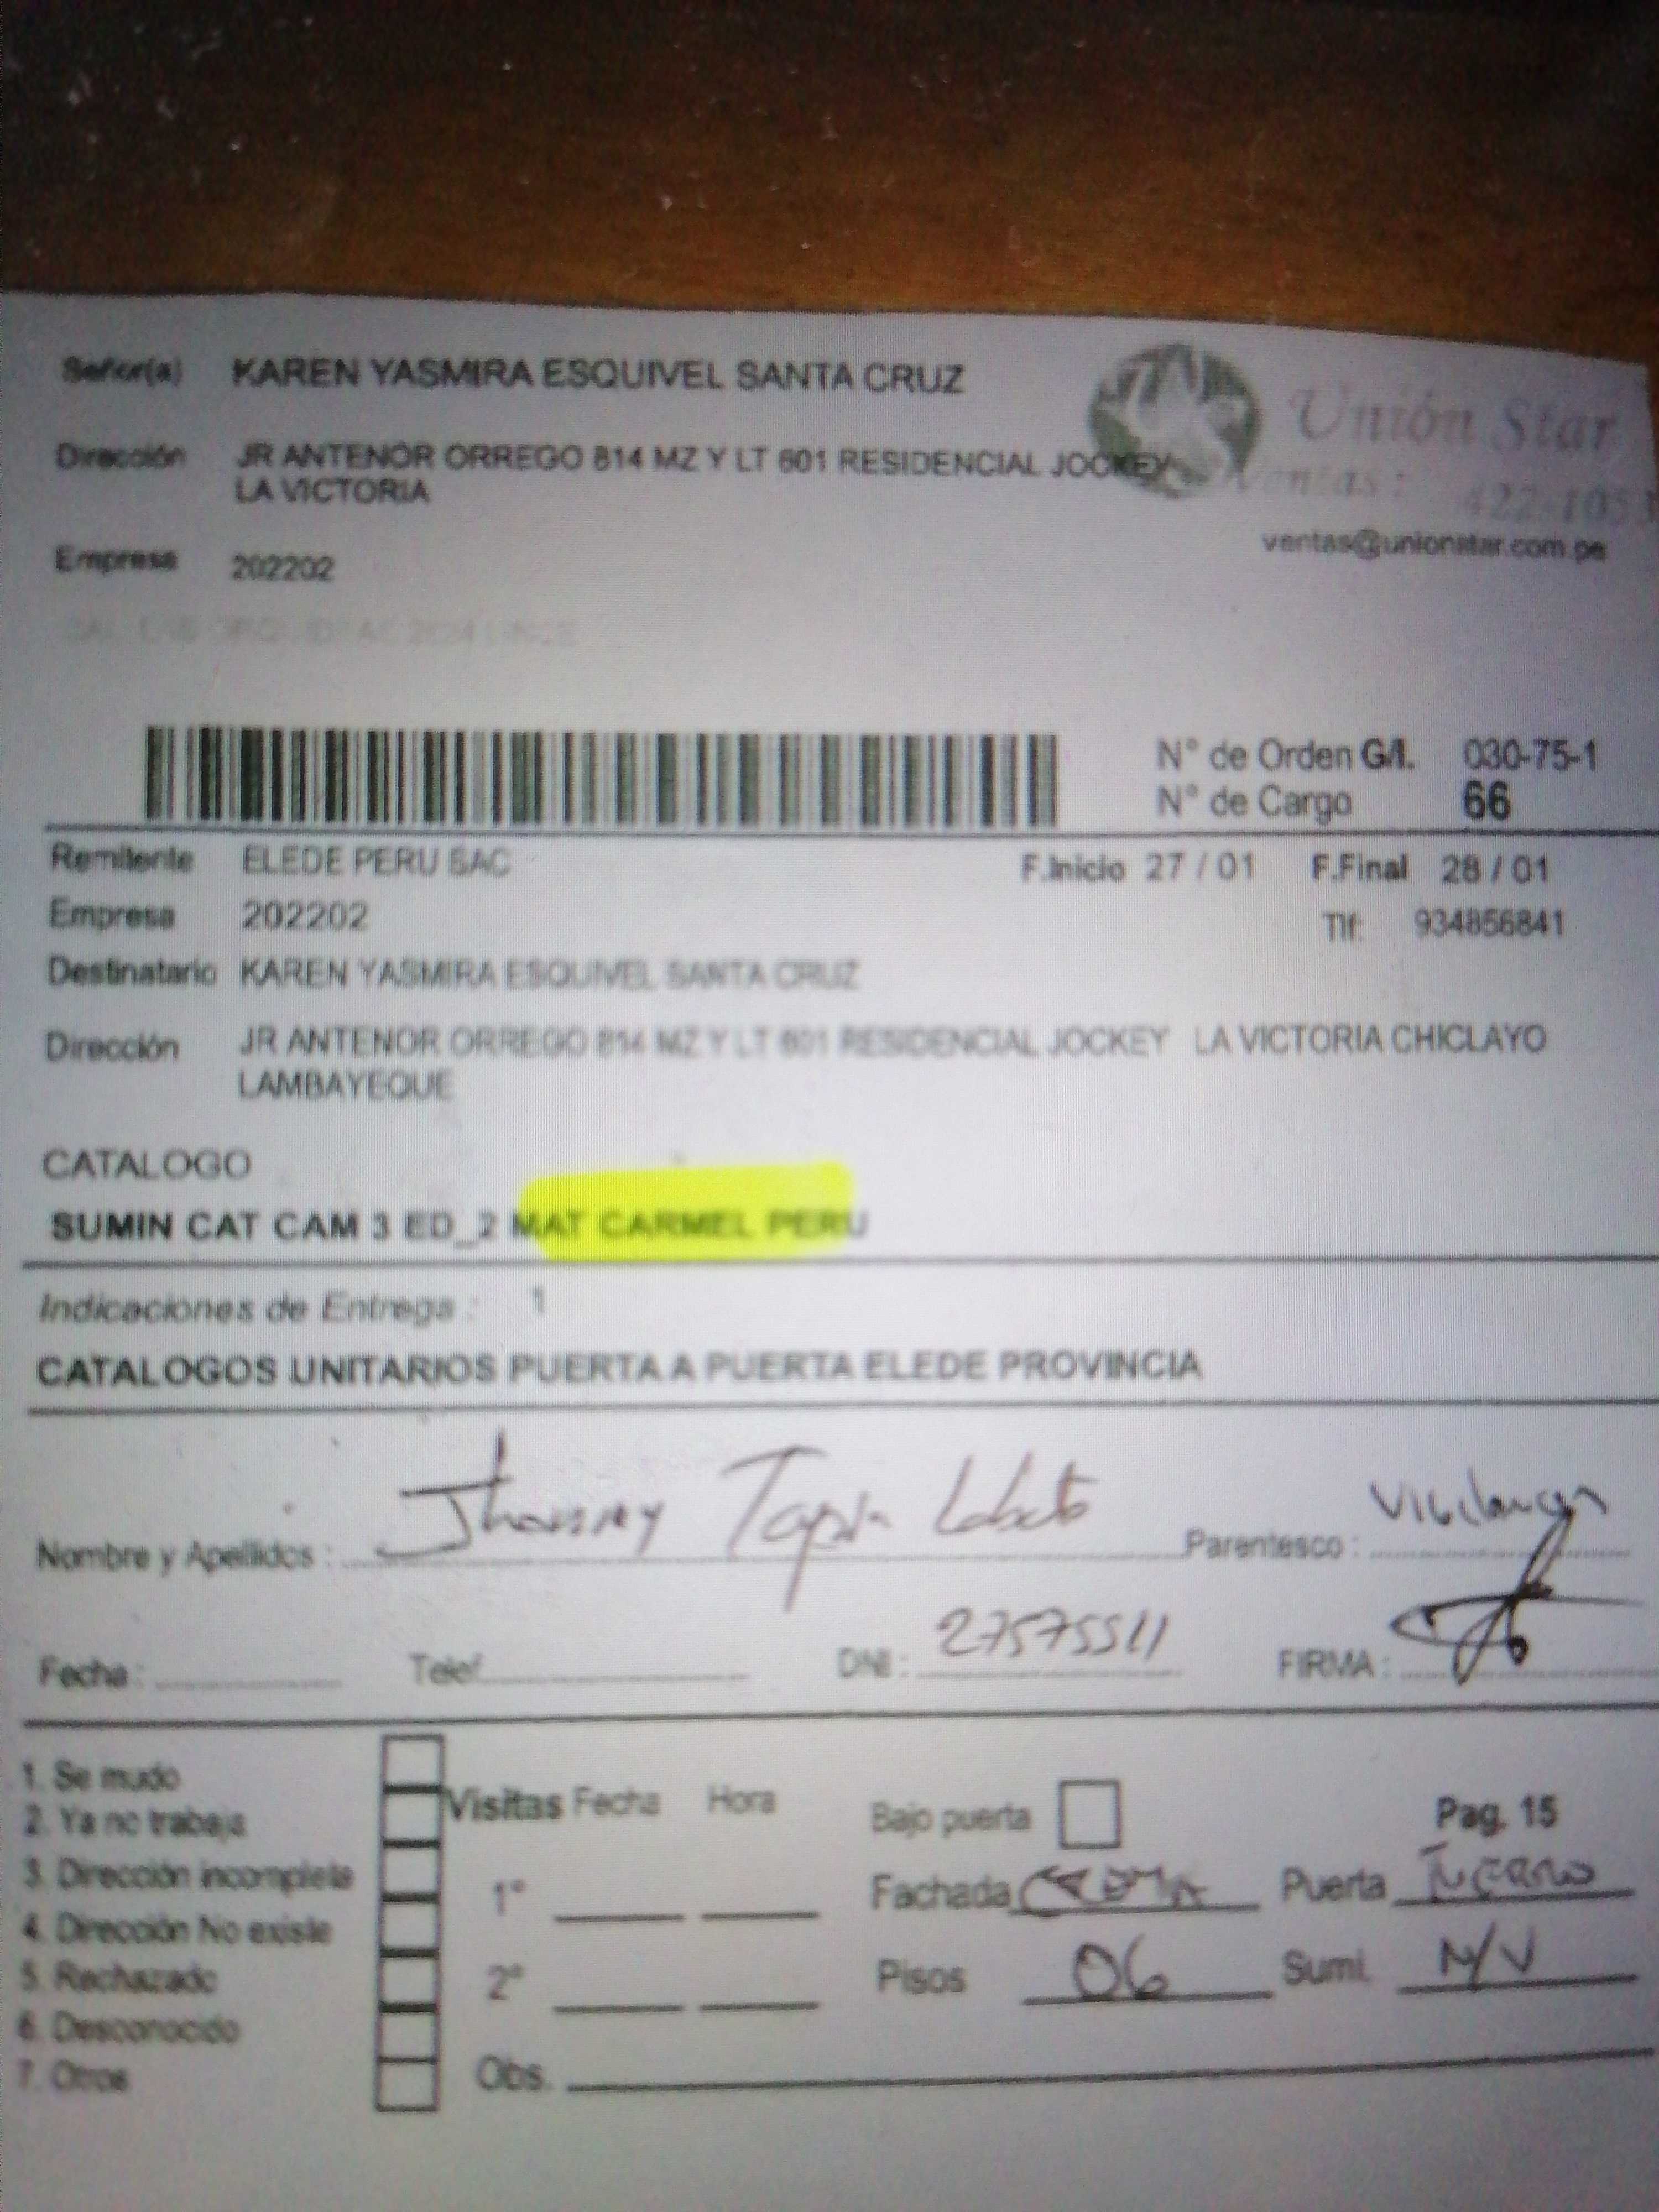 Señor(a) KAREN YASMIRA ESQUIVEL SANTA CRUZ
Unión Star
Dirección JR ANTENOR ORREGO 814 MZ Y LT 601 RESIDENCIAL JOCKEY
LA VICTORIA
Ventas: 422-1053
ventas@unionstar.com.pe
Empresa 202202
N° de Orden G/I. 030-75-1
N° de Cargo 66
Remitente ELEDE PERU SAC F.Inicio 27 / 01 F.Final 28 / 01
Empresa 202202 Tlf: 934856841
Destinatario KAREN YASMIRA ESQUIVEL SANTA CRUZ
Dirección JR ANTENOR ORREGO 814 MZ Y LT 601 RESIDENCIAL JOCKEY LA VICTORIA CHICLAYO
LAMBAYEQUE
CATALOGO
SUMIN CAT CAM 3 ED_2 MAT CARMEL PERU
Indicaciones de Entrega : 1
CATALOGOS UNITARIOS PUERTA A PUERTA ELEDE PROVINCIA
Nombre y Apellidos : Tapia Parentesco :
Fecha : Telef. DNI : 27575511 FIRMA :
1. Se mudo
2. Ya no trabaja
3. Dirección incompleta
4. Dirección No existe
5. Rechazado
6. Desconocido
7. Otros
Visitas Fecha Hora
1°
2°
Obs.
Bajo puerta Pag. 15
Fachada Puerta
Pisos 06 Sumi. N/V